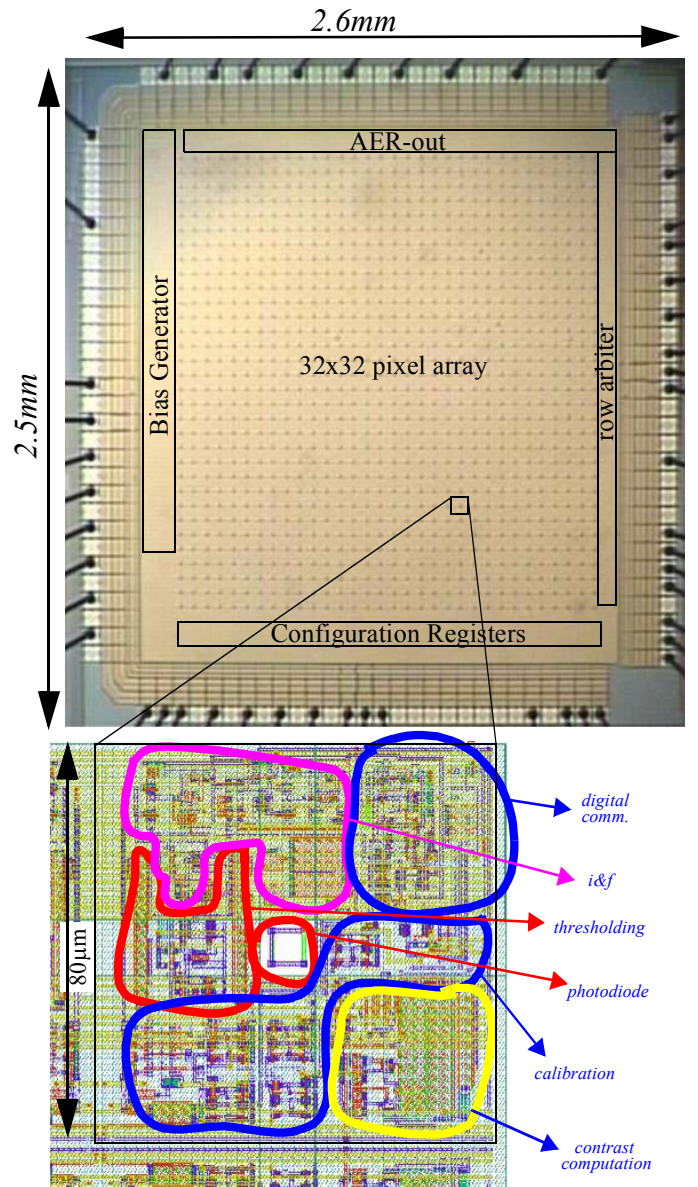 2.6mm
AER-out
Bias Generator
2.5mm
32x32 pixel array
row arbiter
Configuration Registers
digital
comm.
i&f
thresholding
80µm
photodiode
calibration
contrast
computation